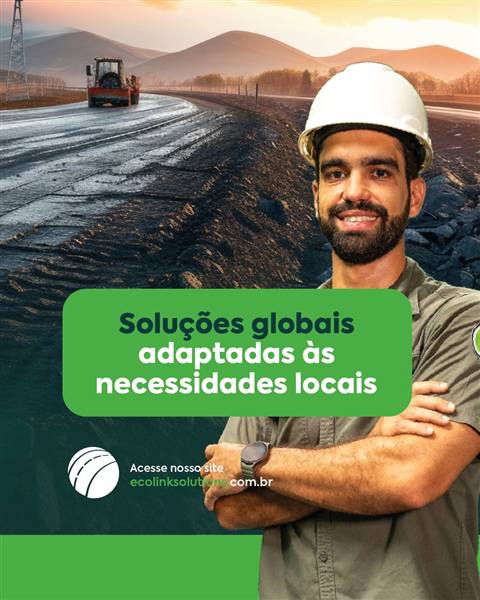 Soluções globais
adaptadas às
necessidades locais
Acesse nosso site
ecolinksolutions.com.br